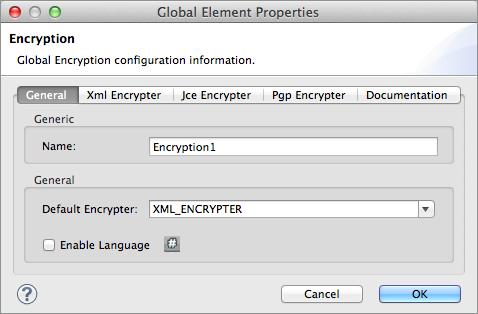 Global Element Properties
Encryption
Global Encryption configuration information.
General Xml Encrypter Jce Encrypter Pgp Encrypter Documentation
Generic
Name: Encryption1
General
Default Encrypter: XML_ENCRYPTER
Enable Language #
? Cancel OK